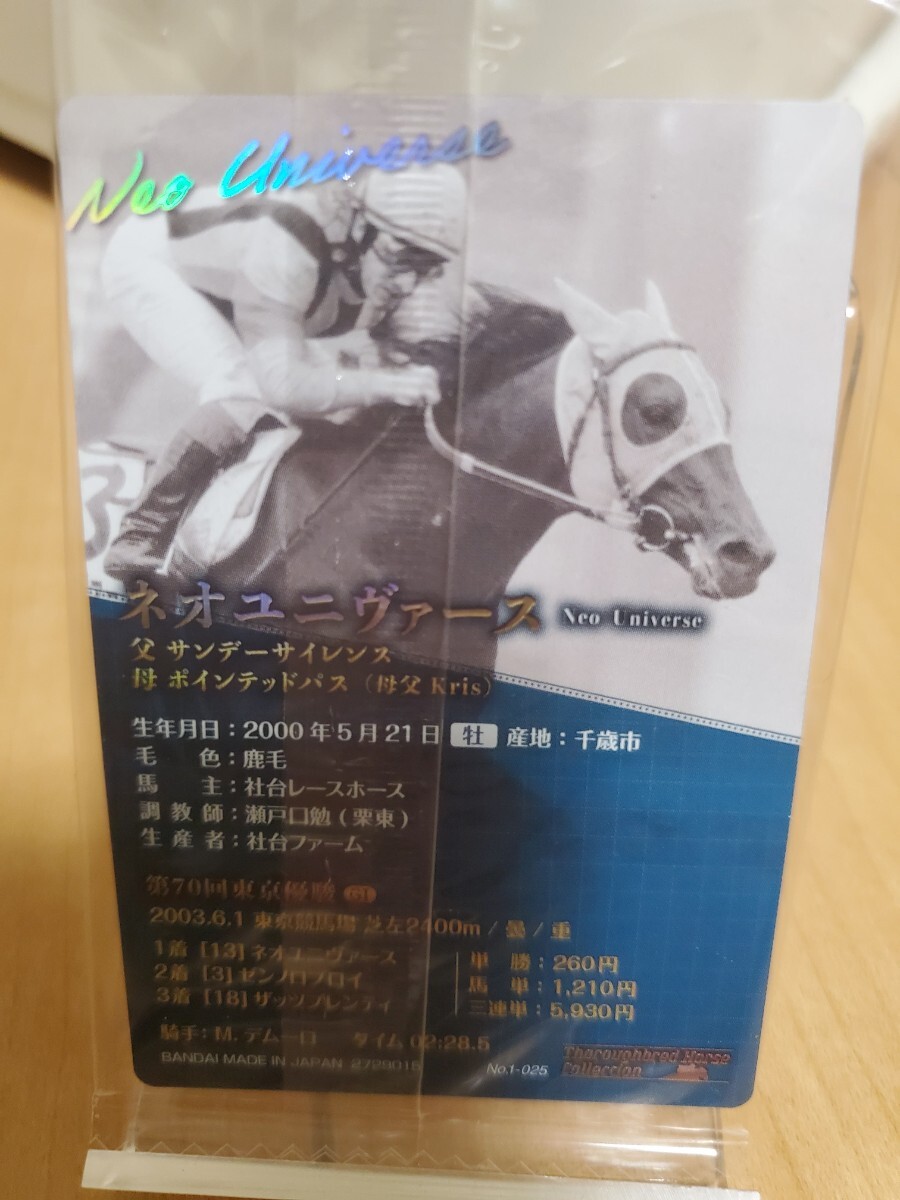 Neo Universe
ネオユニヴァース Neo Universe
父 サンデーサイレンス
母 ポインテッドパス（母父 Kris）
生年月日：2000年5月21日 牡 産地：千歳市
毛色：鹿毛
馬主：社台レースホース
調教師：瀬戸口勉(栗東)
生産者：社台ファーム
第70回東京優駿 GI
2003.6.1 東京競馬場 芝左2400m / 曇 / 重
1着 [13] ネオユニヴァース 単勝：260円
2着 [3] ゼンノロブロイ 馬単：1,210円
3着 [18] ザッツザプレンティ 三連単：5,930円
騎手：M. デムーロ タイム 02:28.5
BANDAI MADE IN JAPAN 2729015 No.1-025 Thoroughbred Horse
Collection